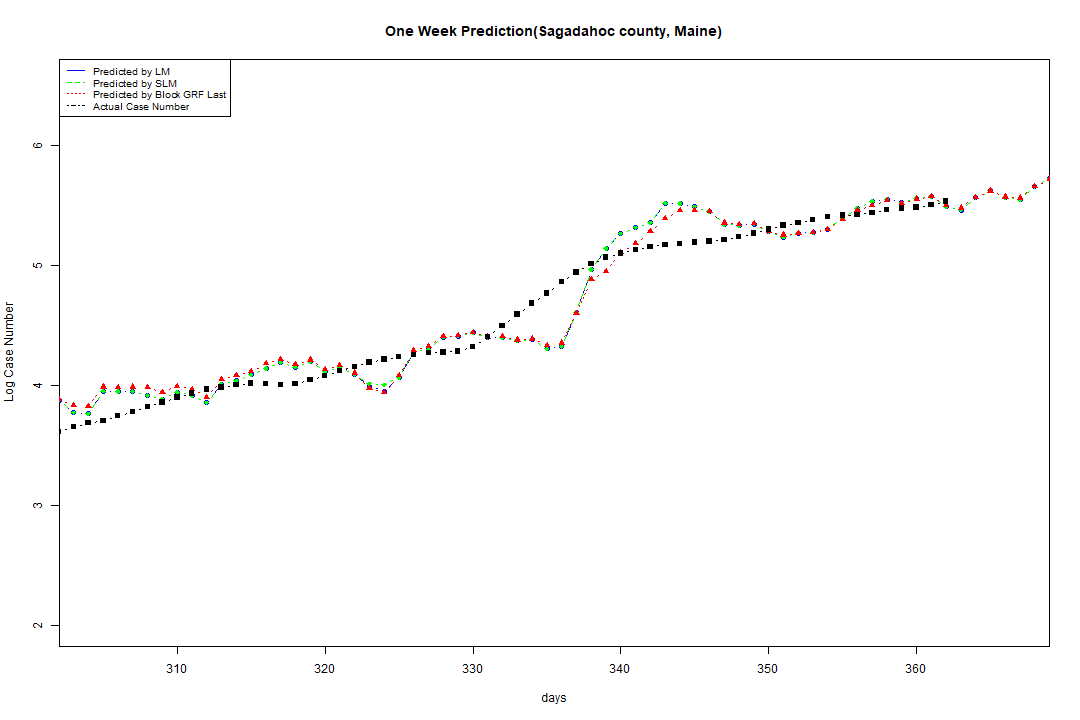 One Week Prediction(Sagadahoc county, Maine)
Predicted by LM
Predicted by SLM
Predicted by Block GRF Last
Actual Case Number
6
5
4
3
2
Log Case Number
310 320 330 340 350 360
days